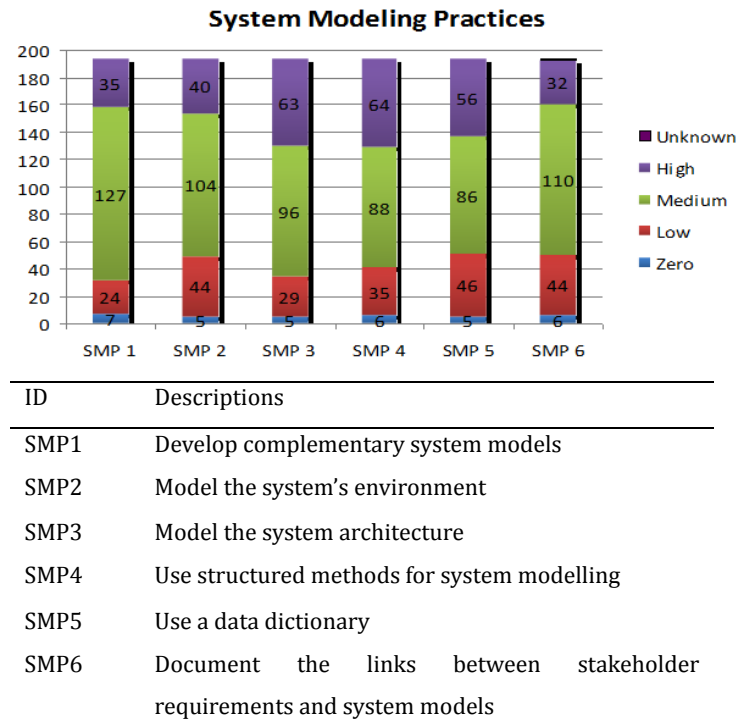 System Modeling Practices
200
180
160
140
120
100
80
60
40
20
0
35 40 63 64 56 32
127 104 96 88 86 110
24 44 29 35 46 44
7 5 5 6 5 6
SMP 1 SMP 2 SMP 3 SMP 4 SMP 5 SMP 6
Unknown
High
Medium
Low
Zero
ID Descriptions
SMP1 Develop complementary system models
SMP2 Model the system's environment
SMP3 Model the system architecture
SMP4 Use structured methods for system modelling
SMP5 Use a data dictionary
SMP6 Document the links between stakeholder
requirements and system models